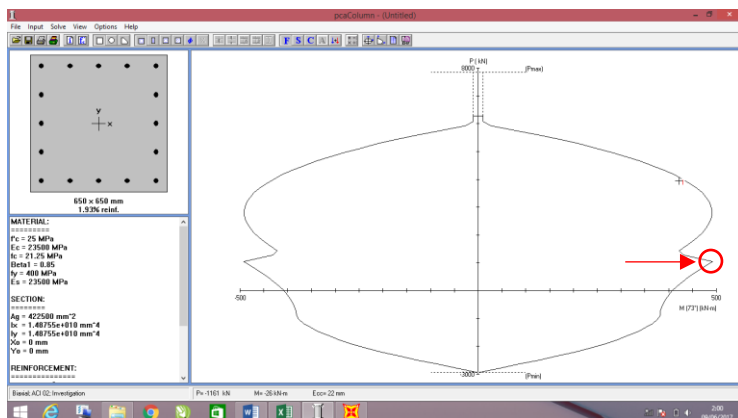 pcaColumn - (Untitled)
File Input Solve View Options Help
F S C
y
x
650 x 650 mm
1.93% reinf.
MATERIAL:
=========
f'c = 25 MPa
Ec = 23500 MPa
fc = 21.25 MPa
Beta1 = 0.85
fy = 400 MPa
Es = 23500 MPa
SECTION:
========
Ag = 422500 mm^2
Ix = 1.48755e+010 mm^4
Iy = 1.48755e+010 mm^4
Xo = 0 mm
Yo = 0 mm
REINFORCEMENT:
==============
P ( kN)
8000
(Pmax)
1
-500
500
M (73°) (kN-m)
-3000
(Pmin)
Biaxial; ACI 02; Investigation
P= -1161 kN M= -26 kN-m Ecc= 22 mm
2:00